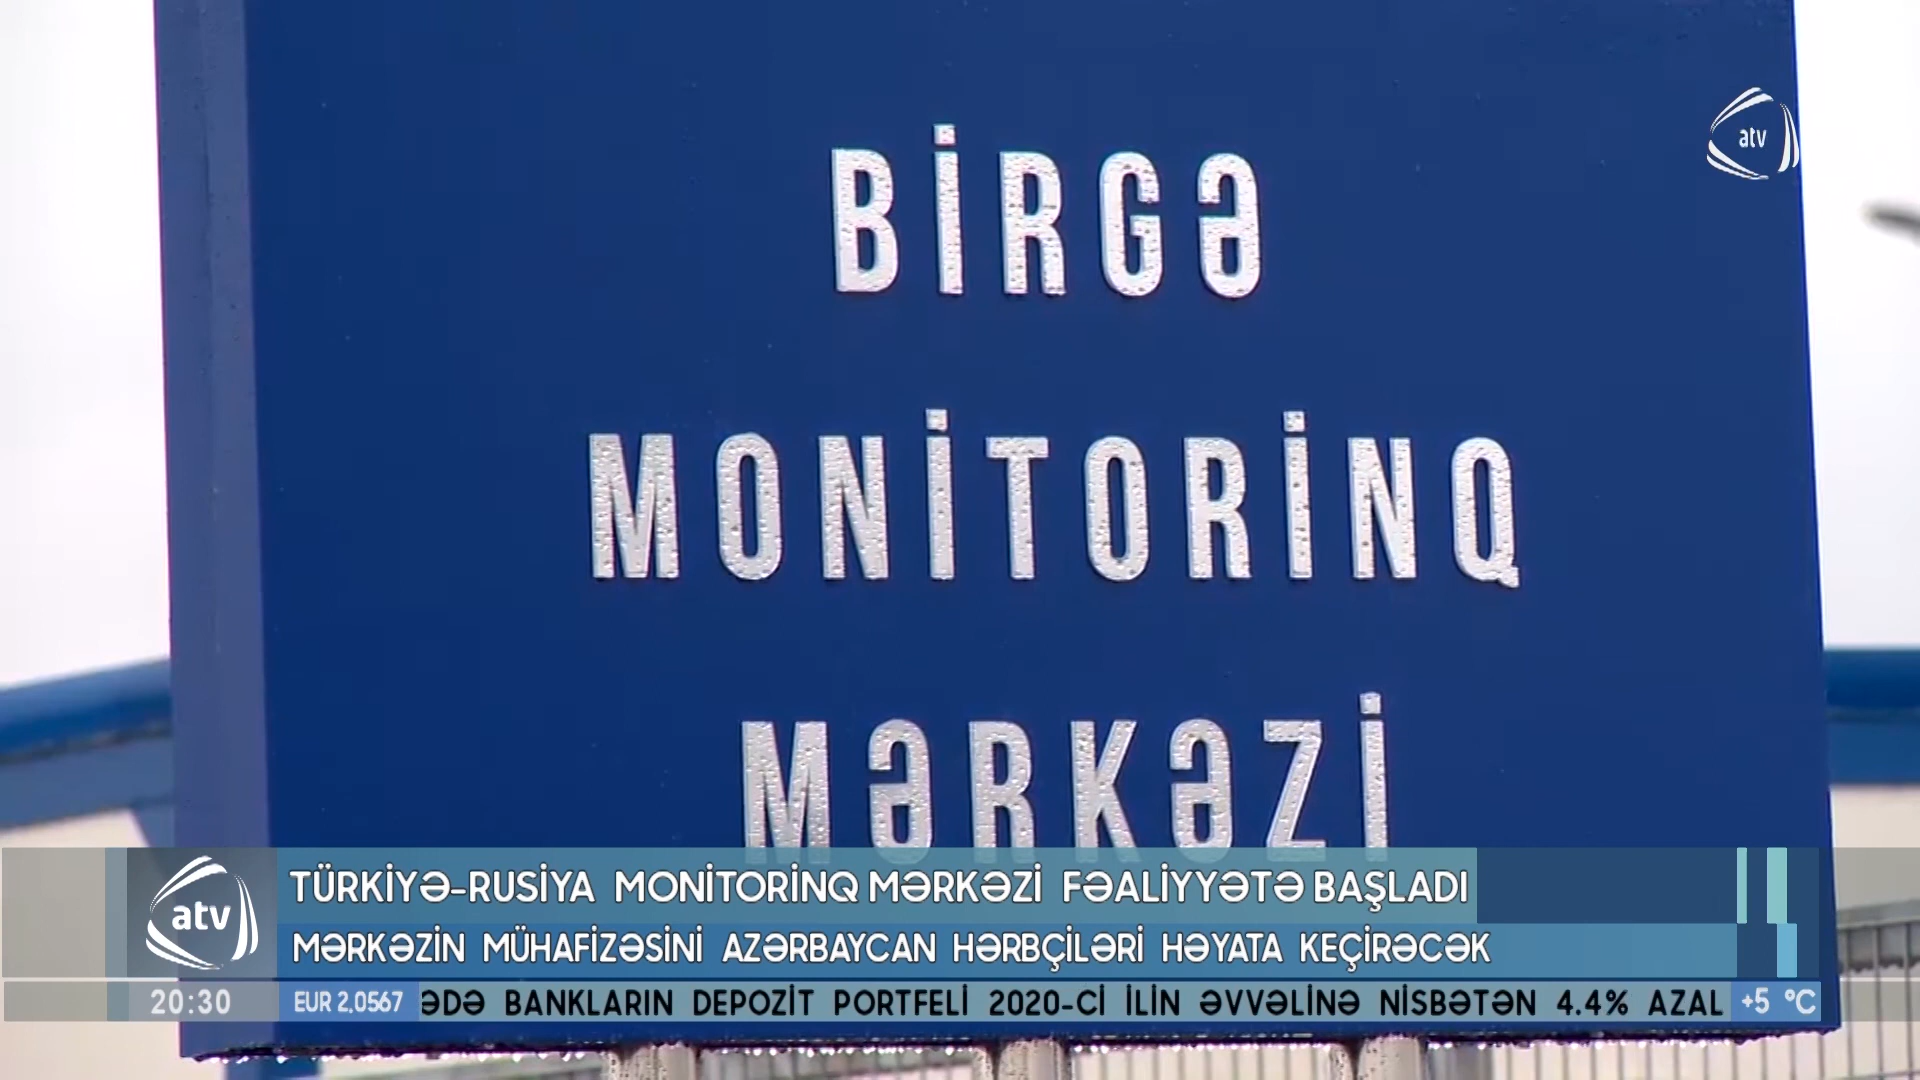 BİRGƏ
atv
MONİTORİNQ
MƏRKƏZİ
atv
TÜRKİYƏ-RUSİYA MONİTORİNQ MƏRKƏZİ FƏALİYYƏTƏ BAŞLADI
MƏRKƏZİN MÜHAFİZƏSİNİ AZƏRBAYCAN HƏRBÇİLƏRİ HƏYATA KEÇİRƏCƏK
20:30 EUR 2.0567 ƏDƏ BANKLARIN DEPOZİT PORTFELİ 2020-Cİ İLİN ƏVVƏLİNƏ NİSBƏTƏN 4.4% AZAL +5 °C